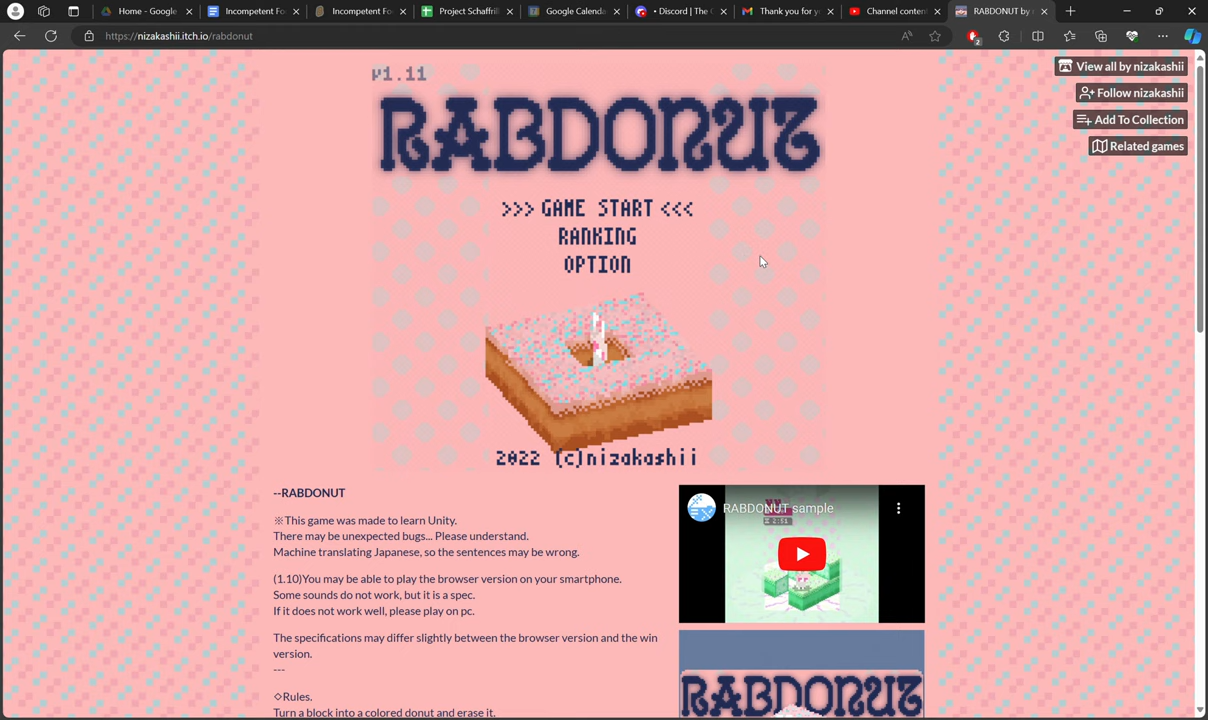 Home - Google
Incompetent Fo
Incompetent Fo
Project Schaffril
Google Calenda
• Discord | The C
Thank you for yo
Channel content
RABDONUT by n
https://nizakashii.itch.io/rabdonut
2
View all by nizakashii
Follow nizakashii
Add To Collection
Related games
v1.11
RABDONUT
>>> GAME START <<<
RANKING
OPTION
2022 (c)nizakashii
--RABDONUT
※This game was made to learn Unity.
There may be unexpected bugs... Please understand.
Machine translating Japanese, so the sentences may be wrong.
(1.10)You may be able to play the browser version on your smartphone.
Some sounds do not work, but it is a spec.
If it does not work well, please play on pc.
The specifications may differ slightly between the browser version and the win
version.
---
◇Rules.
Turn a block into a colored donut and erase it.
RABDONUT sample
2:51
RABDONUT